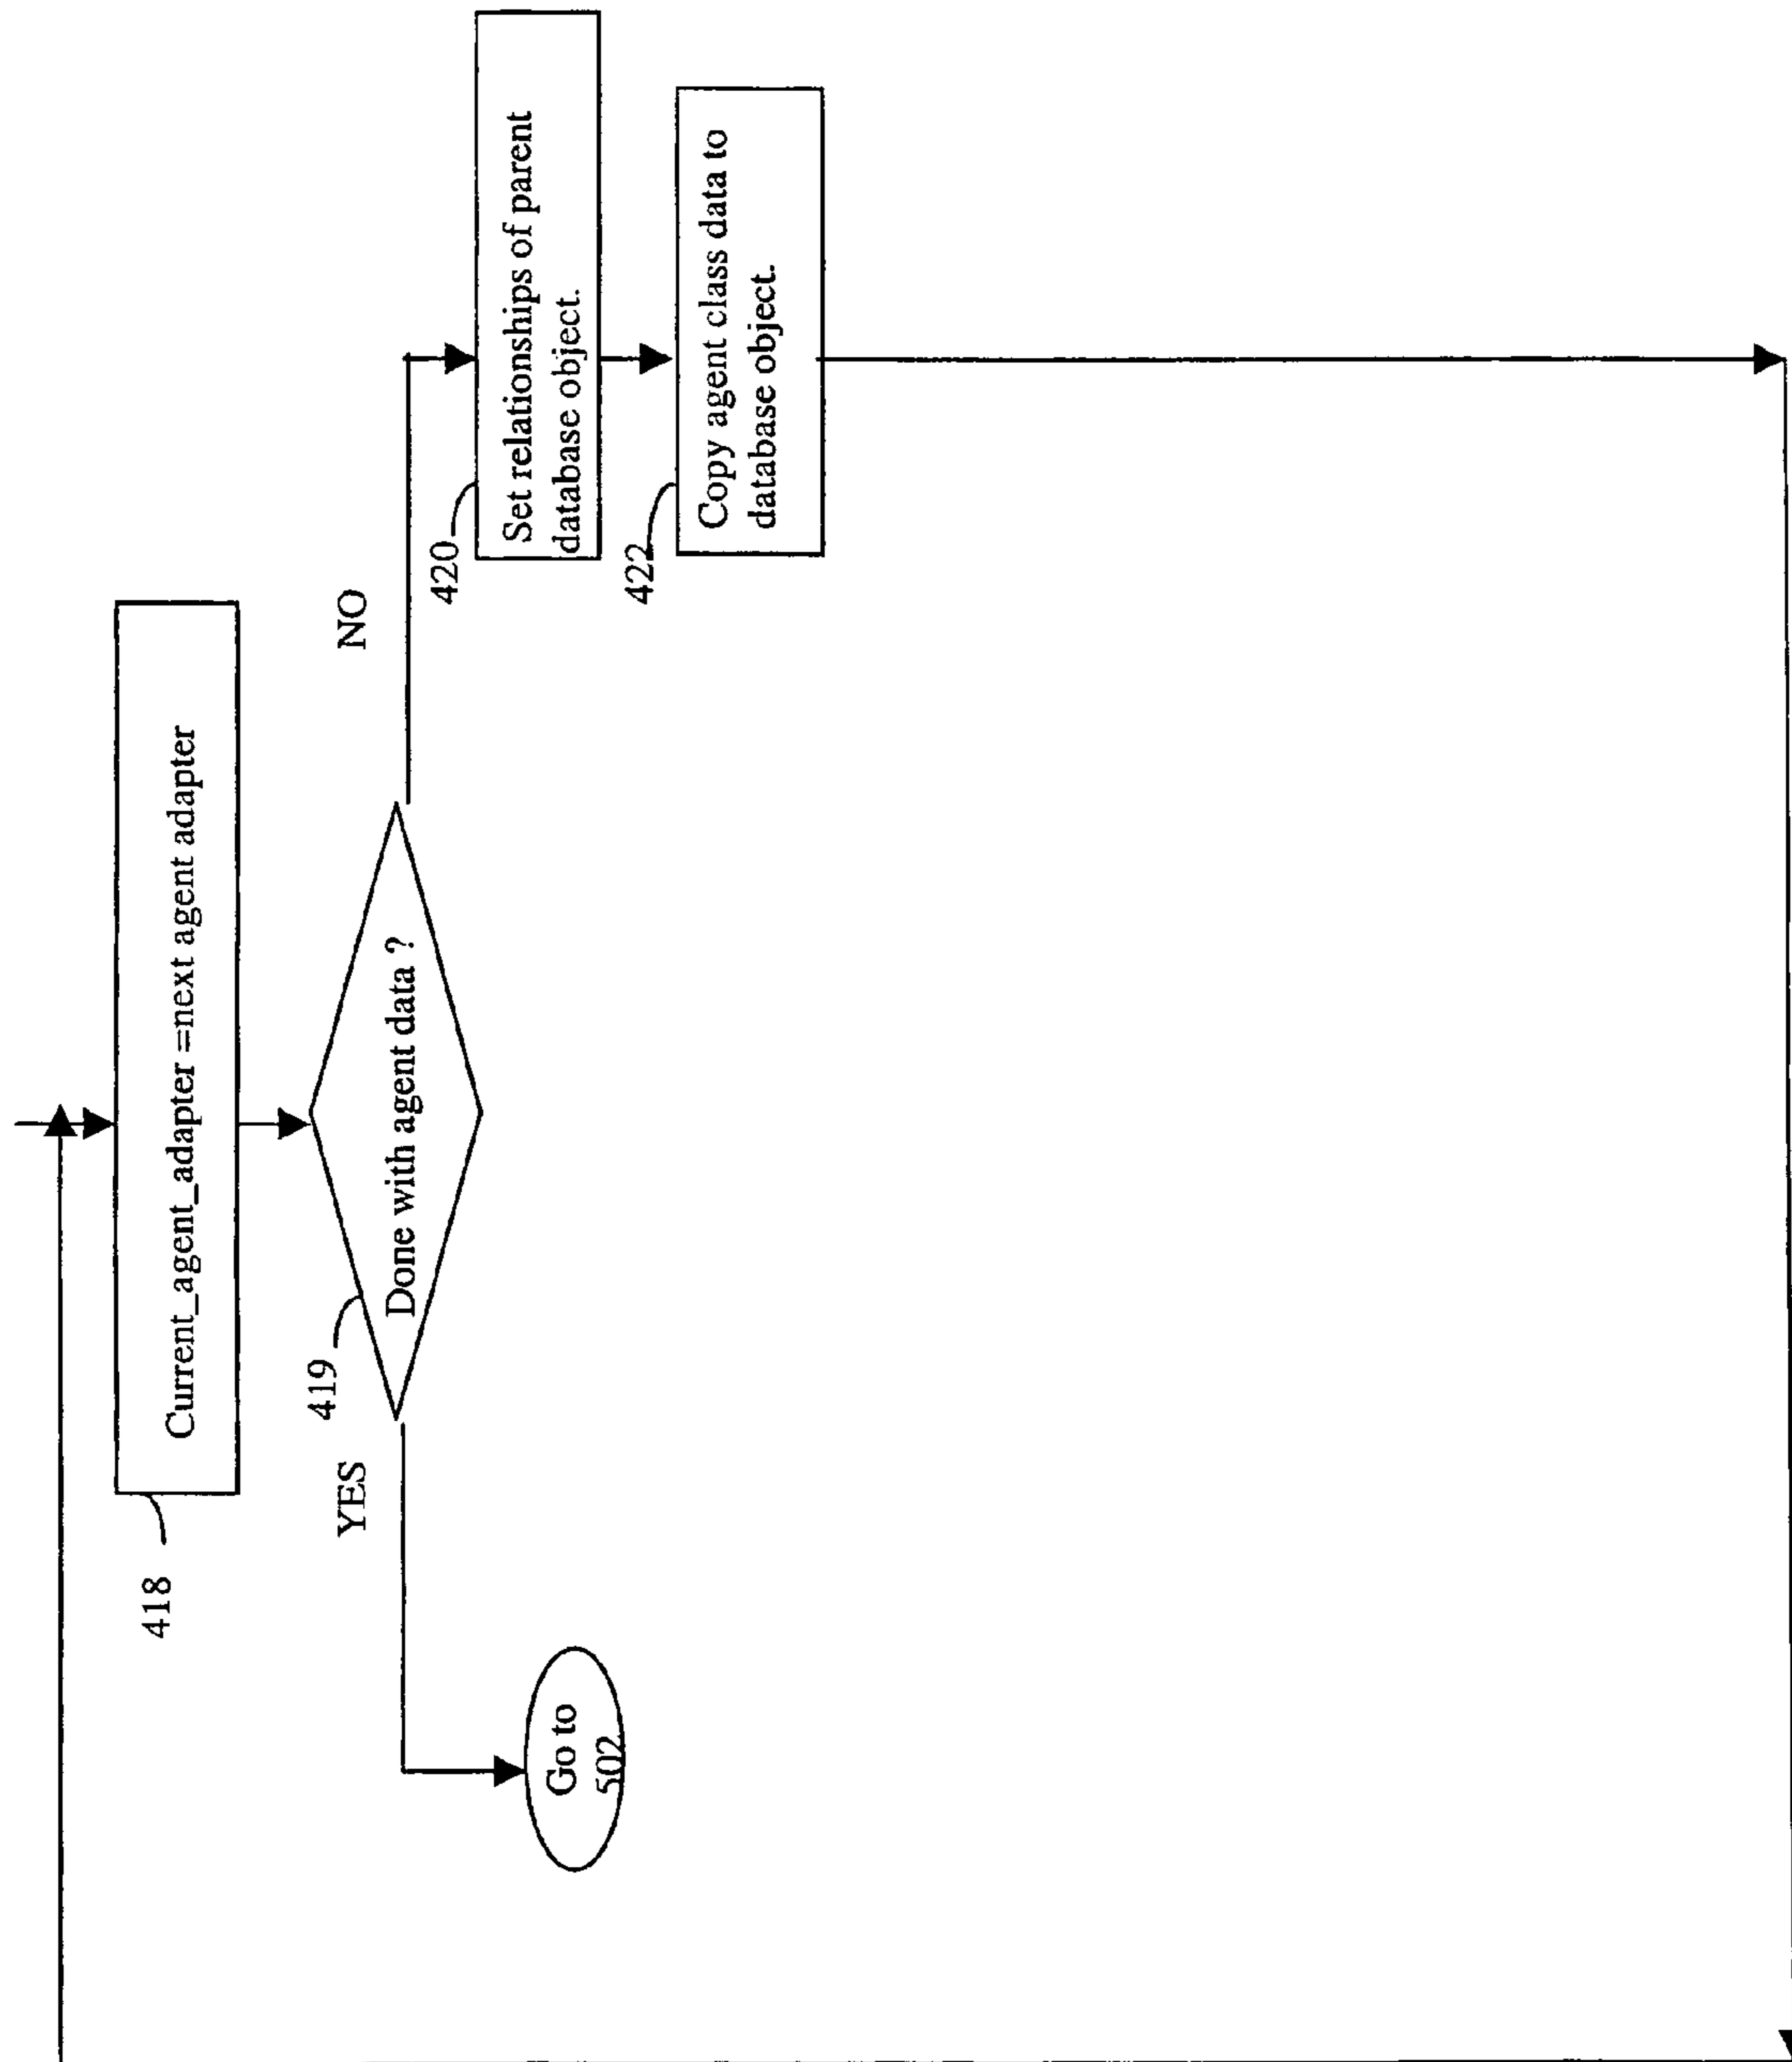 418
Current_agent_adapter =next agent adapter
419
Done with agent data ?
YES
NO
Go to
502
420
Set relationships of parent
database object.
422
Copy agent class data to
database object.